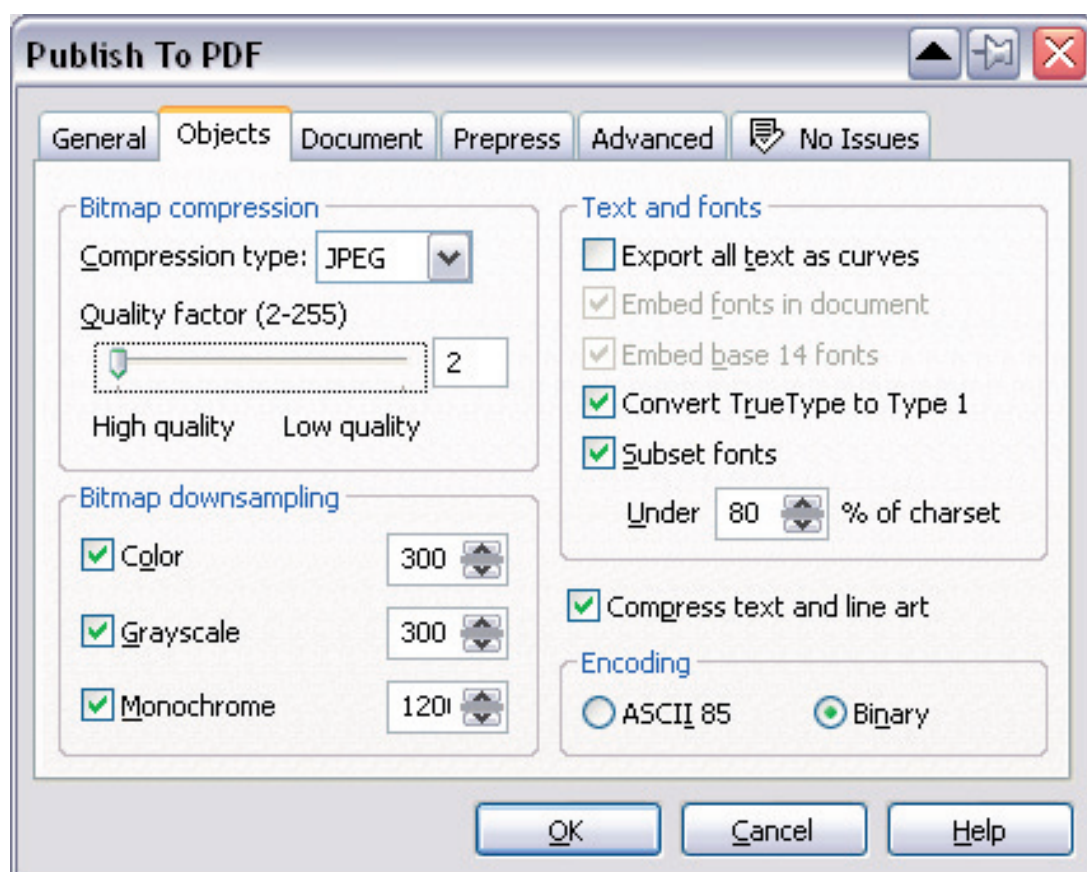 Publish To PDF
General Objects Document Prepress Advanced No Issues
Bitmap compression
Compression type: JPEG
Quality factor (2-255)
2
High quality Low quality
Bitmap downsampling
Color 300
Grayscale 300
Monochrome 120
Text and fonts
Export all text as curves
Embed fonts in document
Embed base 14 fonts
Convert TrueType to Type 1
Subset fonts
Under 80 % of charset
Compress text and line art
Encoding
ASCII 85 Binary
OK Cancel Help